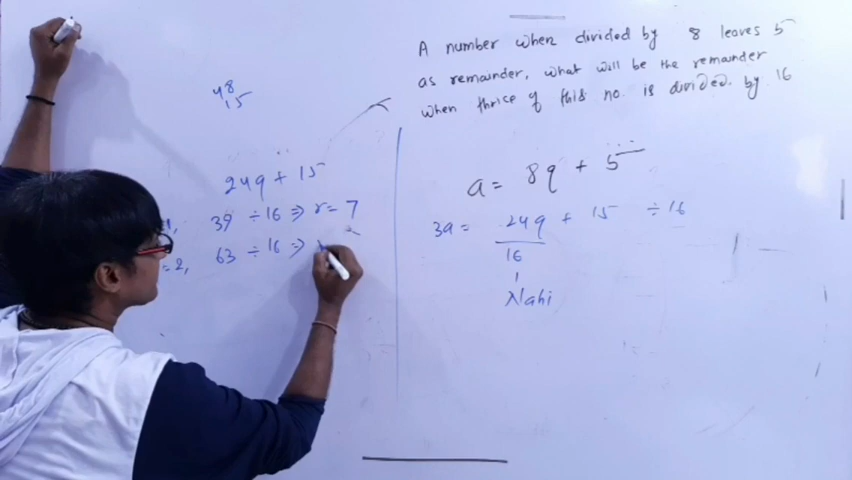 A number when divided by 8 leaves 5
as remainder, what will be the remainder
when thrice of this no. is divided by 16
48
15
24q + 15
1, 39 ÷ 16 ⇒ r = 7
= 2, 63 ÷ 16 ⇒
a = 8q + 5
3a = 24q + 15 ÷ 16
16
Nahi